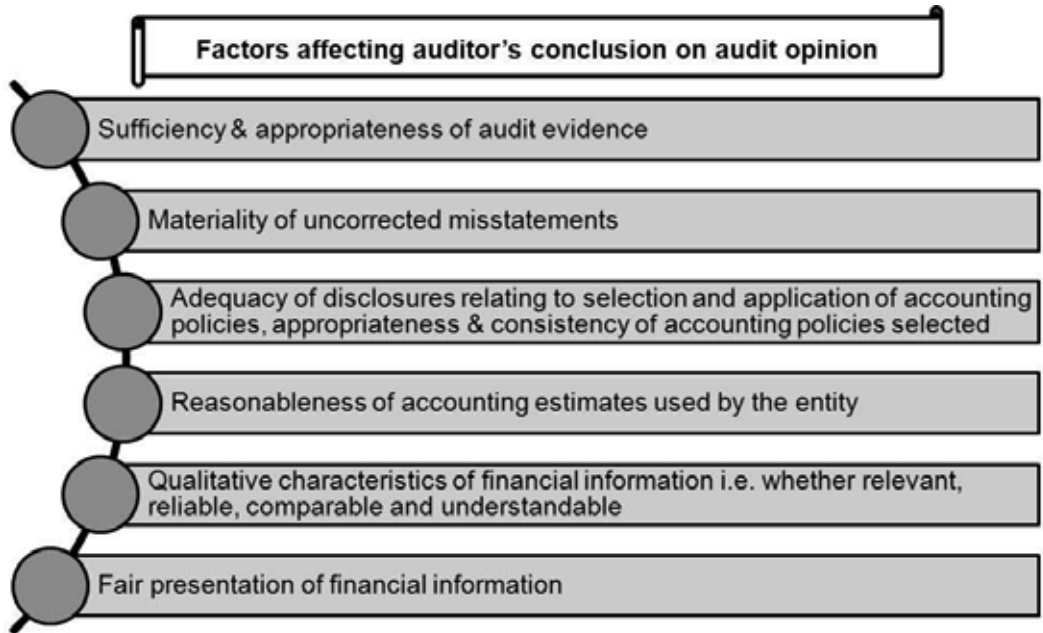 Factors affecting auditor's conclusion on audit opinion
Sufficiency & appropriateness of audit evidence
Materiality of uncorrected misstatements
Adequacy of disclosures relating to selection and application of accounting
policies, appropriateness & consistency of accounting policies selected
Reasonableness of accounting estimates used by the entity
Qualitative characteristics of financial information i.e. whether relevant,
reliable, comparable and understandable
Fair presentation of financial information